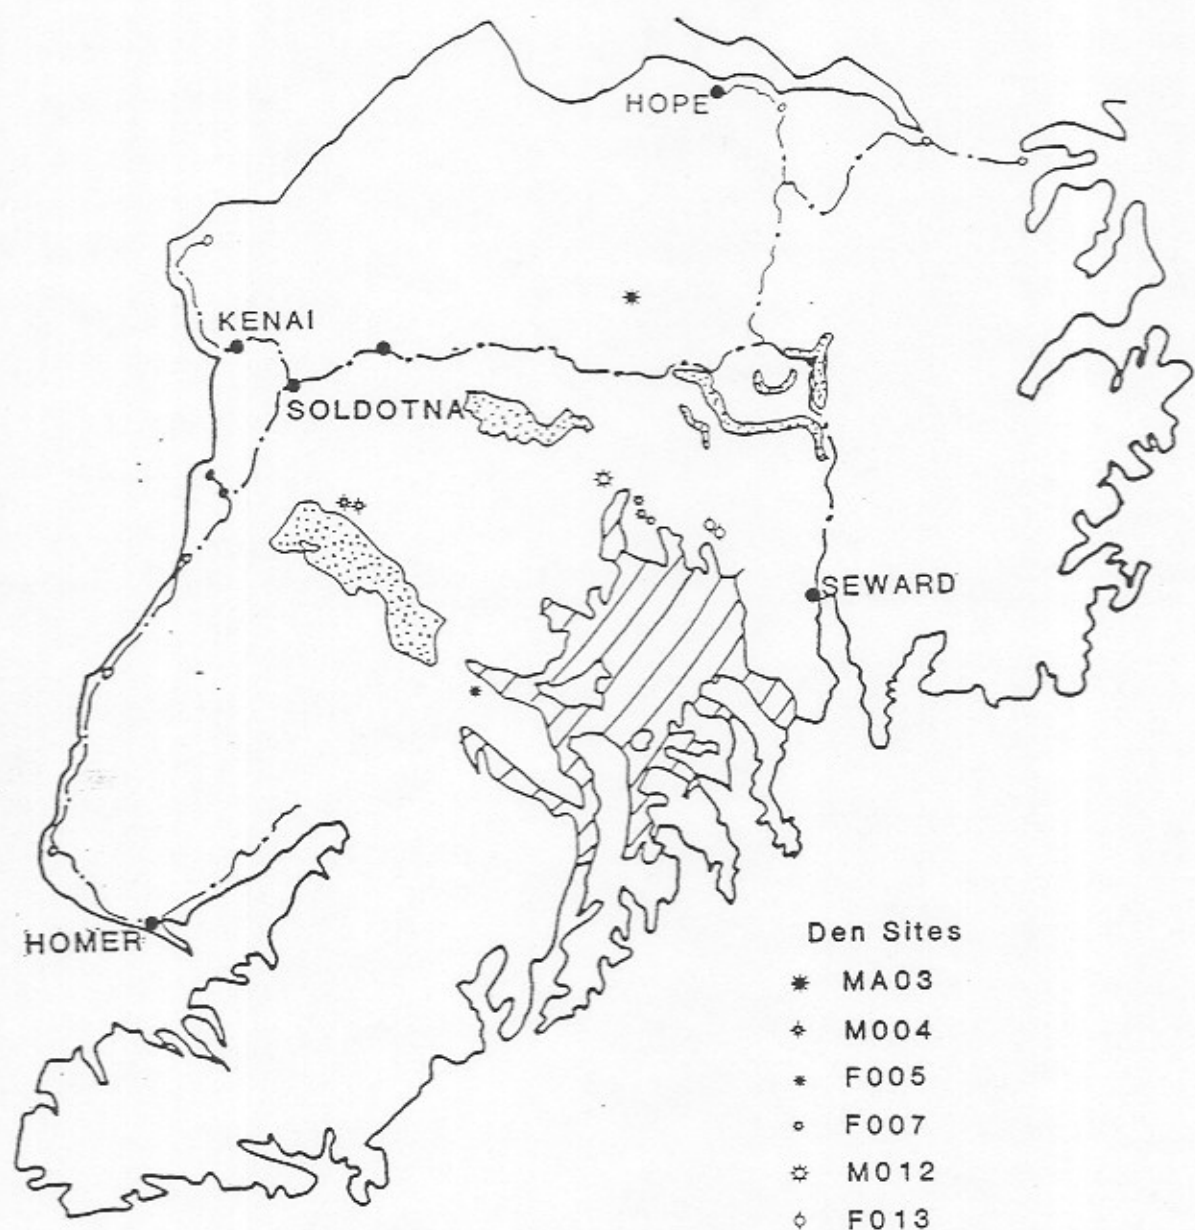 HOPE
KENAI
SOLDOTNA
SEWARD
HOMER
Den Sites
MA03
M004
F005
F007
M012
F013